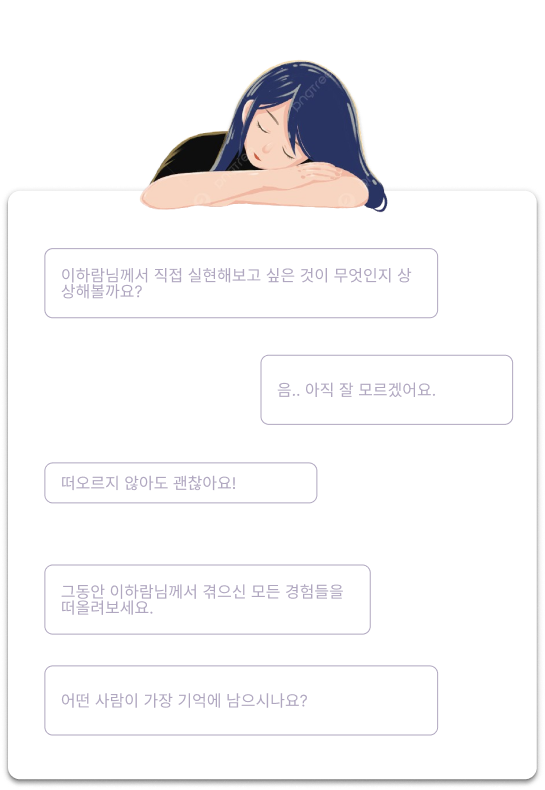 이하람님께서 직접 실현해보고 싶은 것이 무엇인지 상
상해볼까요?
음.. 아직 잘 모르겠어요.
떠오르지 않아도 괜찮아요!
그동안 이하람님께서 겪으신 모든 경험들을
떠올려보세요.
어떤 사람이 가장 기억에 남으시나요?